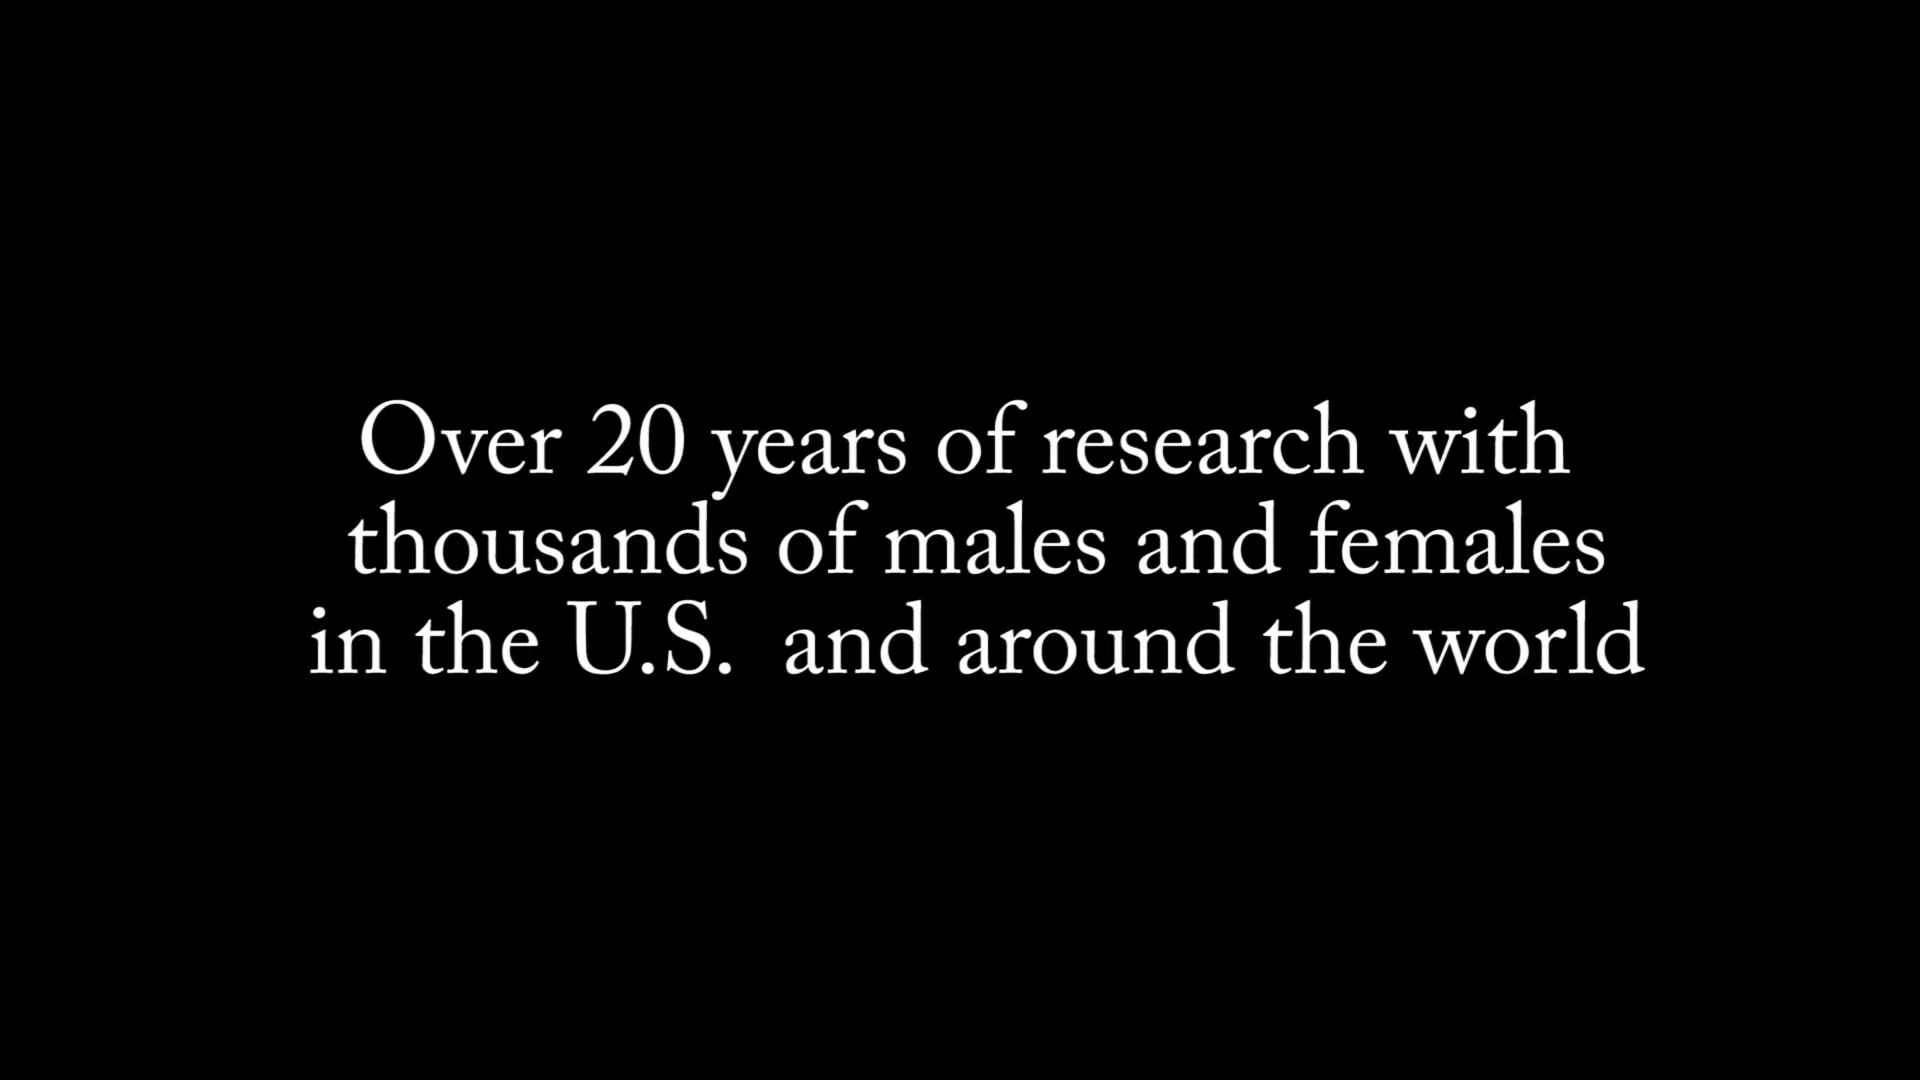 Over 20 years of research with
thousands of males and females
in the U.S.  and around the world